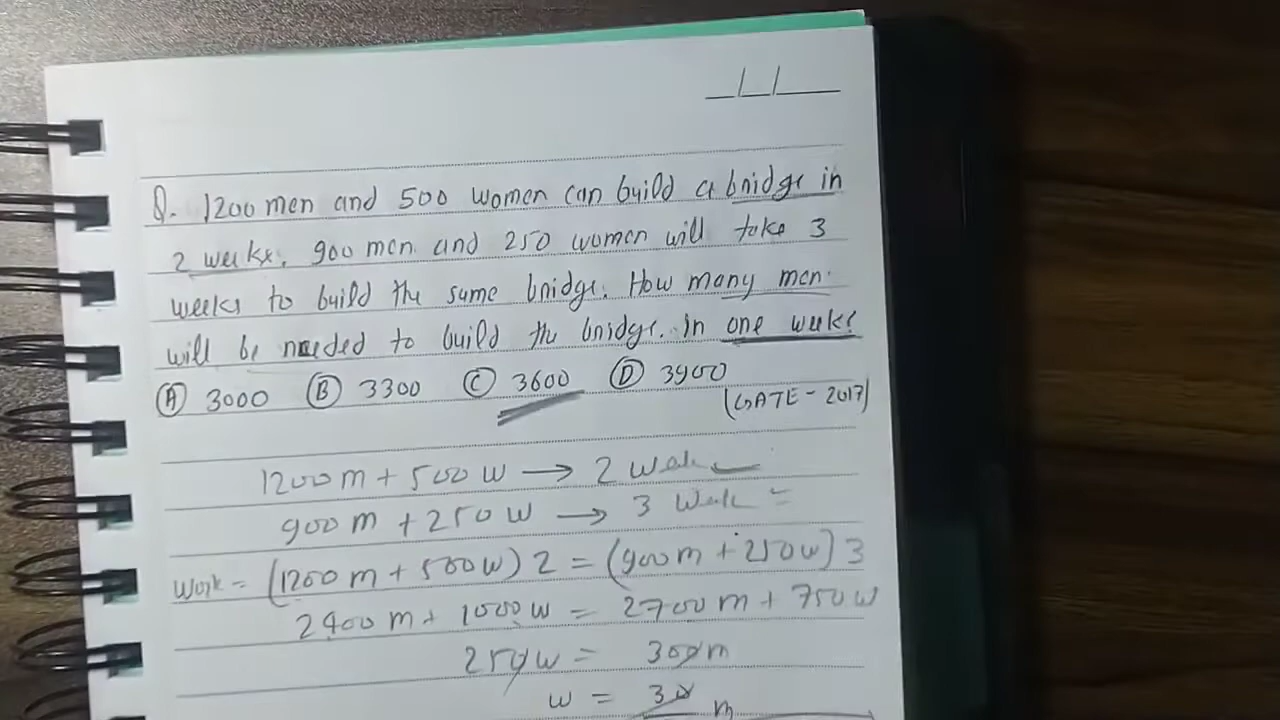 _/_/___
Q. 1200 men and 500 women can build a bridge in
2 weeks. 900 men and 250 women will take 3
weeks to build the same bridge. How many men
will be needed to build the bridge in one week?
(A) 3000 (B) 3300 (C) 3600 (D) 3900
(GATE - 2017)
1200 m + 500 w → 2 Week
900 m + 250 w → 3 Week
Work = (1200 m + 500 w) 2 = (900 m + 250 w) 3
2400 m + 1000 w = 2700 m + 750 w
250 w = 300 m
w = 30 m